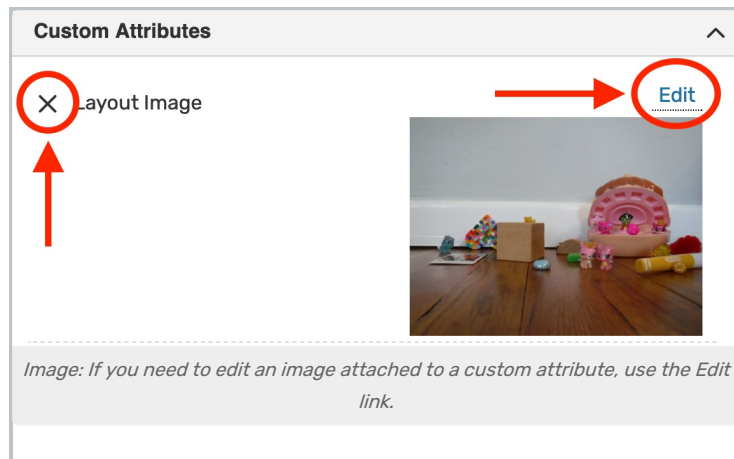 Custom Attributes
Layout Image
Edit
Image: If you need to edit an image attached to a custom attribute, use the Edit
link.